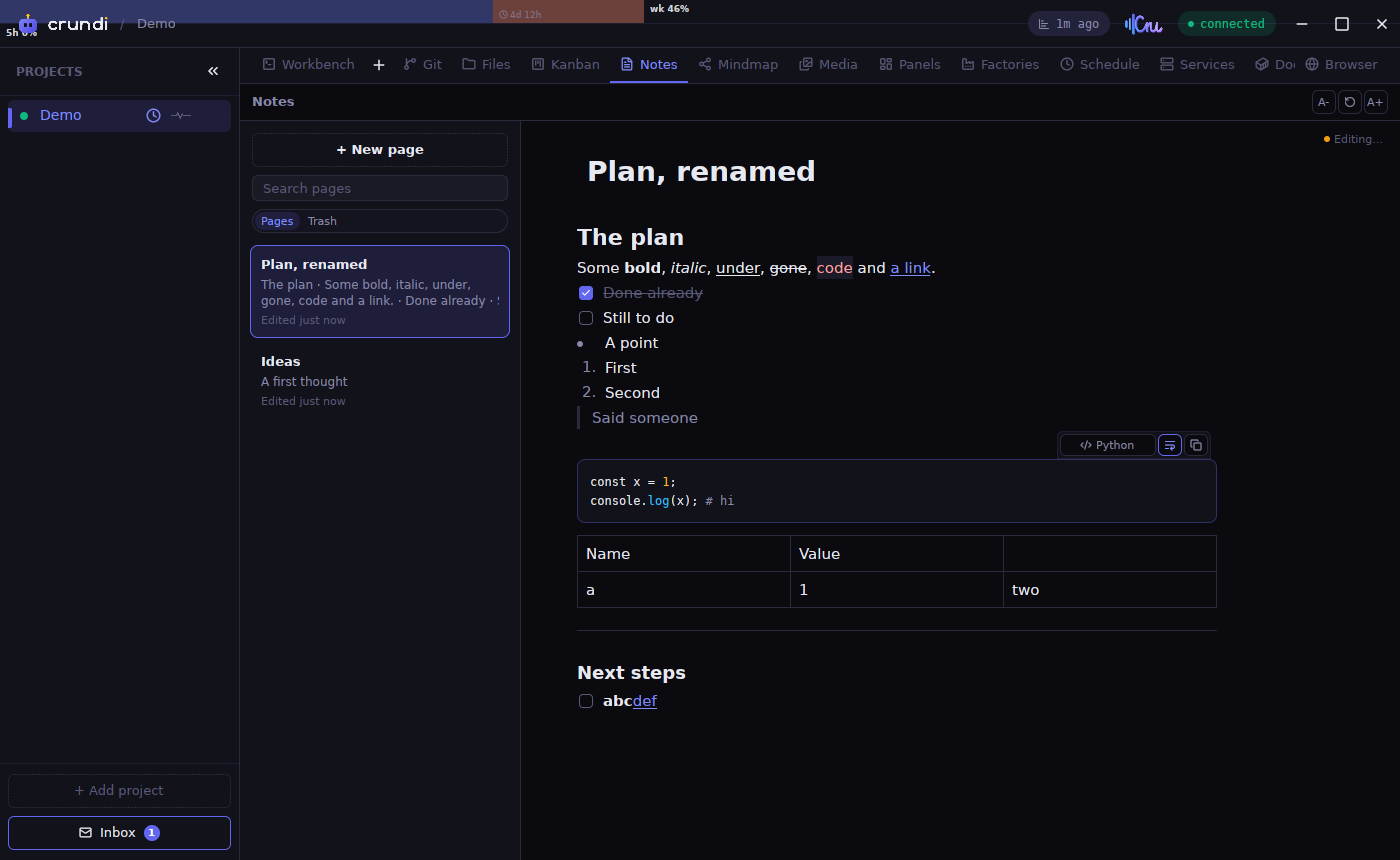 4d 12h
wk 46%
crundi / Demo
1m ago
connected
PROJECTS
Demo
+ Add project
Inbox 1
Workbench + Git Files Kanban Notes Mindmap Media Panels Factories Schedule Services Browser
Notes
A- A+
+ New page
Search pages
Pages Trash
Plan, renamed
The plan · Some bold, italic, under,
gone, code and a link. · Done already ·
Edited just now
Ideas
A first thought
Edited just now
Editing...
Plan, renamed
The plan
Some bold, italic, under, gone, code and a link.
Done already
Still to do
A point
1. First
2. Second
Said someone
</> Python
const x = 1;
console.log(x); # hi
Name Value
a 1 two
Next steps
abcdef